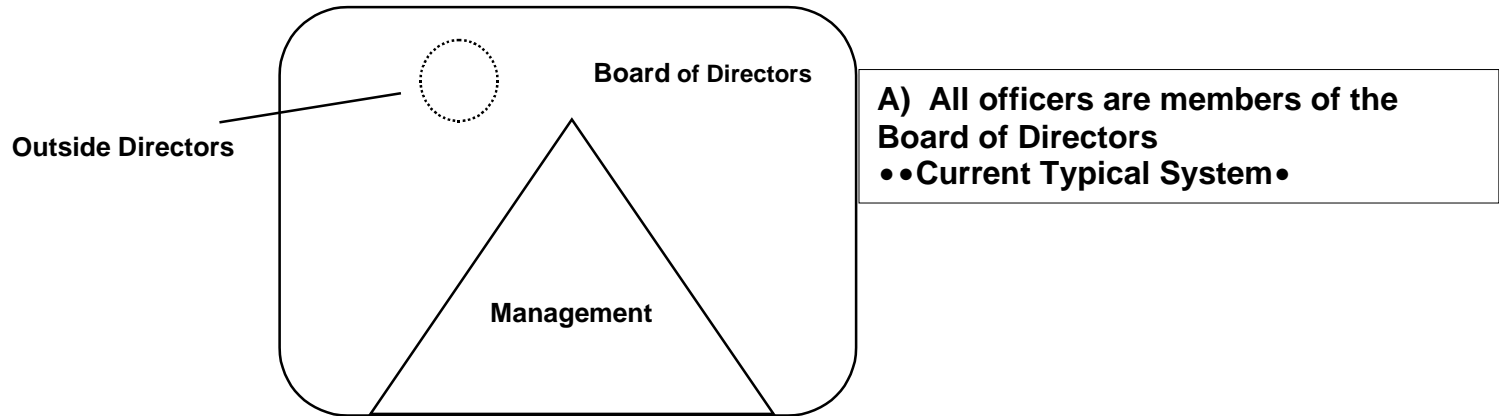 Board of Directors
Outside Directors
Management
A) All officers are members of the
Board of Directors
••Current Typical System•